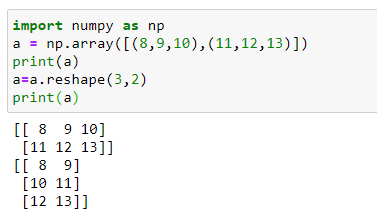 import numpy as np
a = np.array([(8,9,10),(11,12,13)])
print(a)
a=a.reshape(3,2)
print(a)
[[ 8  9 10]
 [11 12 13]]
[[ 8  9]
 [10 11]
 [12 13]]